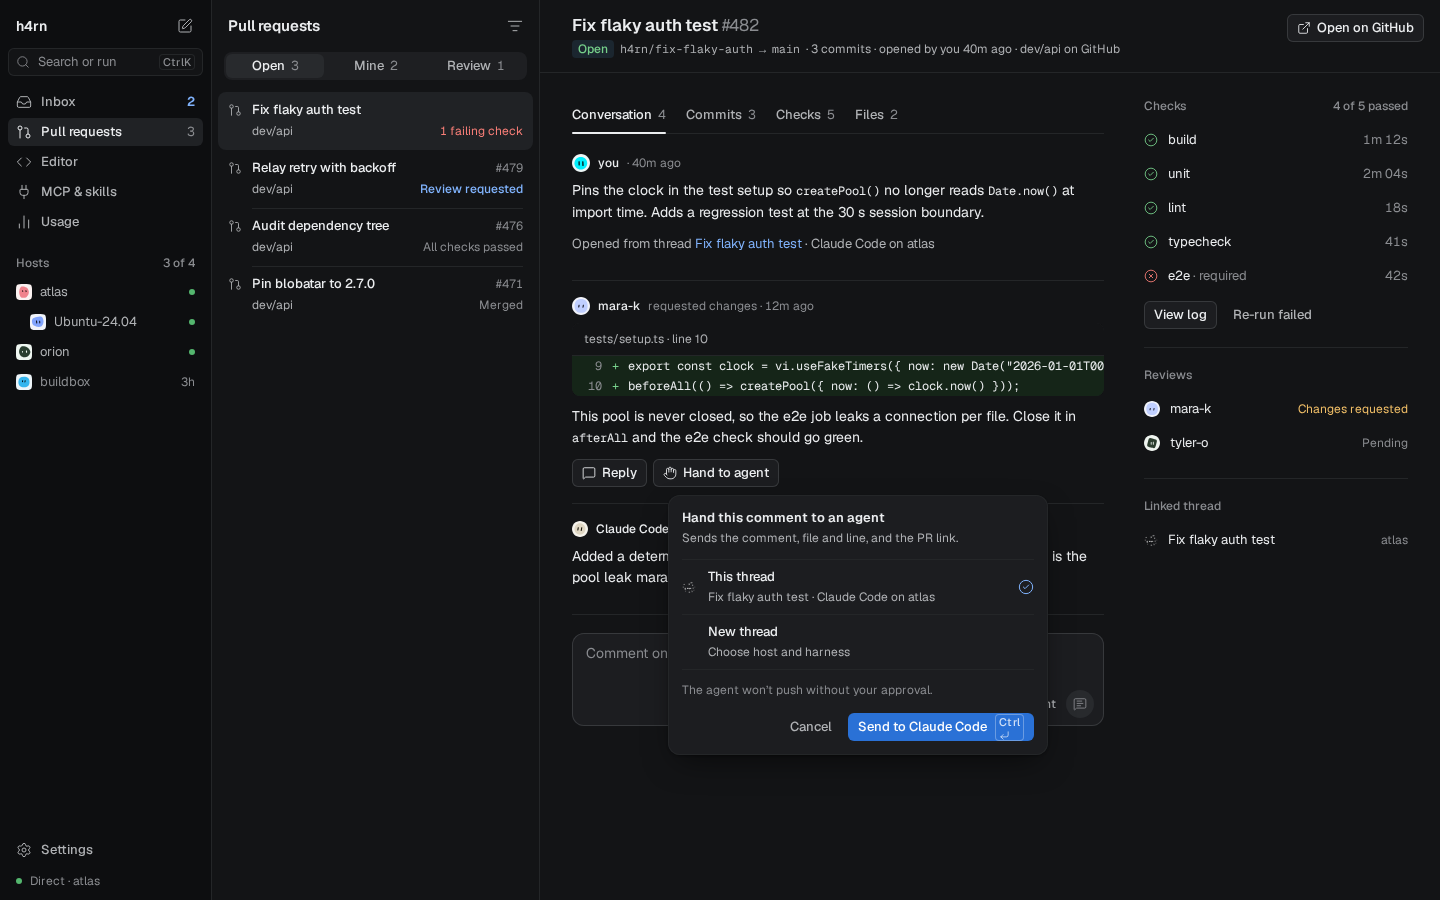 h4rn
Search or run CtrlK
Inbox 2
Pull requests 3
Editor
MCP & skills
Usage
Hosts 3 of 4
atlas
Ubuntu-24.04
orion
buildbox 3h
Settings
Direct · atlas
Pull requests
Open 3 Mine 2 Review 1
Fix flaky auth test
dev/api 1 failing check
Relay retry with backoff #479
dev/api Review requested
Audit dependency tree #476
dev/api All checks passed
Pin blobatar to 2.7.0 #471
dev/api Merged
Fix flaky auth test #482
Open h4rn/fix-flaky-auth → main · 3 commits · opened by you 40m ago · dev/api on GitHub
Open on GitHub
Conversation 4 Commits 3 Checks 5 Files 2
you · 40m ago
Pins the clock in the test setup so createPool() no longer reads Date.now() at
import time. Adds a regression test at the 30 s session boundary.
Opened from thread Fix flaky auth test · Claude Code on atlas
mara-k requested changes · 12m ago
tests/setup.ts · line 10
9 + export const clock = vi.useFakeTimers({ now: new Date("2026-01-01T00
10 + beforeAll(() => createPool({ now: () => clock.now() }));
This pool is never closed, so the e2e job leaks a connection per file. Close it in
afterAll and the e2e check should go green.
Reply Hand to agent
Claude Code
Added a determ is the
pool leak mara
Comment on
nt
Hand this comment to an agent
Sends the comment, file and line, and the PR link.
This thread
Fix flaky auth test · Claude Code on atlas
New thread
Choose host and harness
The agent won't push without your approval.
Cancel Send to Claude Code Ctrl ↵
Checks 4 of 5 passed
build 1m 12s
unit 2m 04s
lint 18s
typecheck 41s
e2e · required 42s
View log Re-run failed
Reviews
mara-k Changes requested
tyler-o Pending
Linked thread
Fix flaky auth test atlas